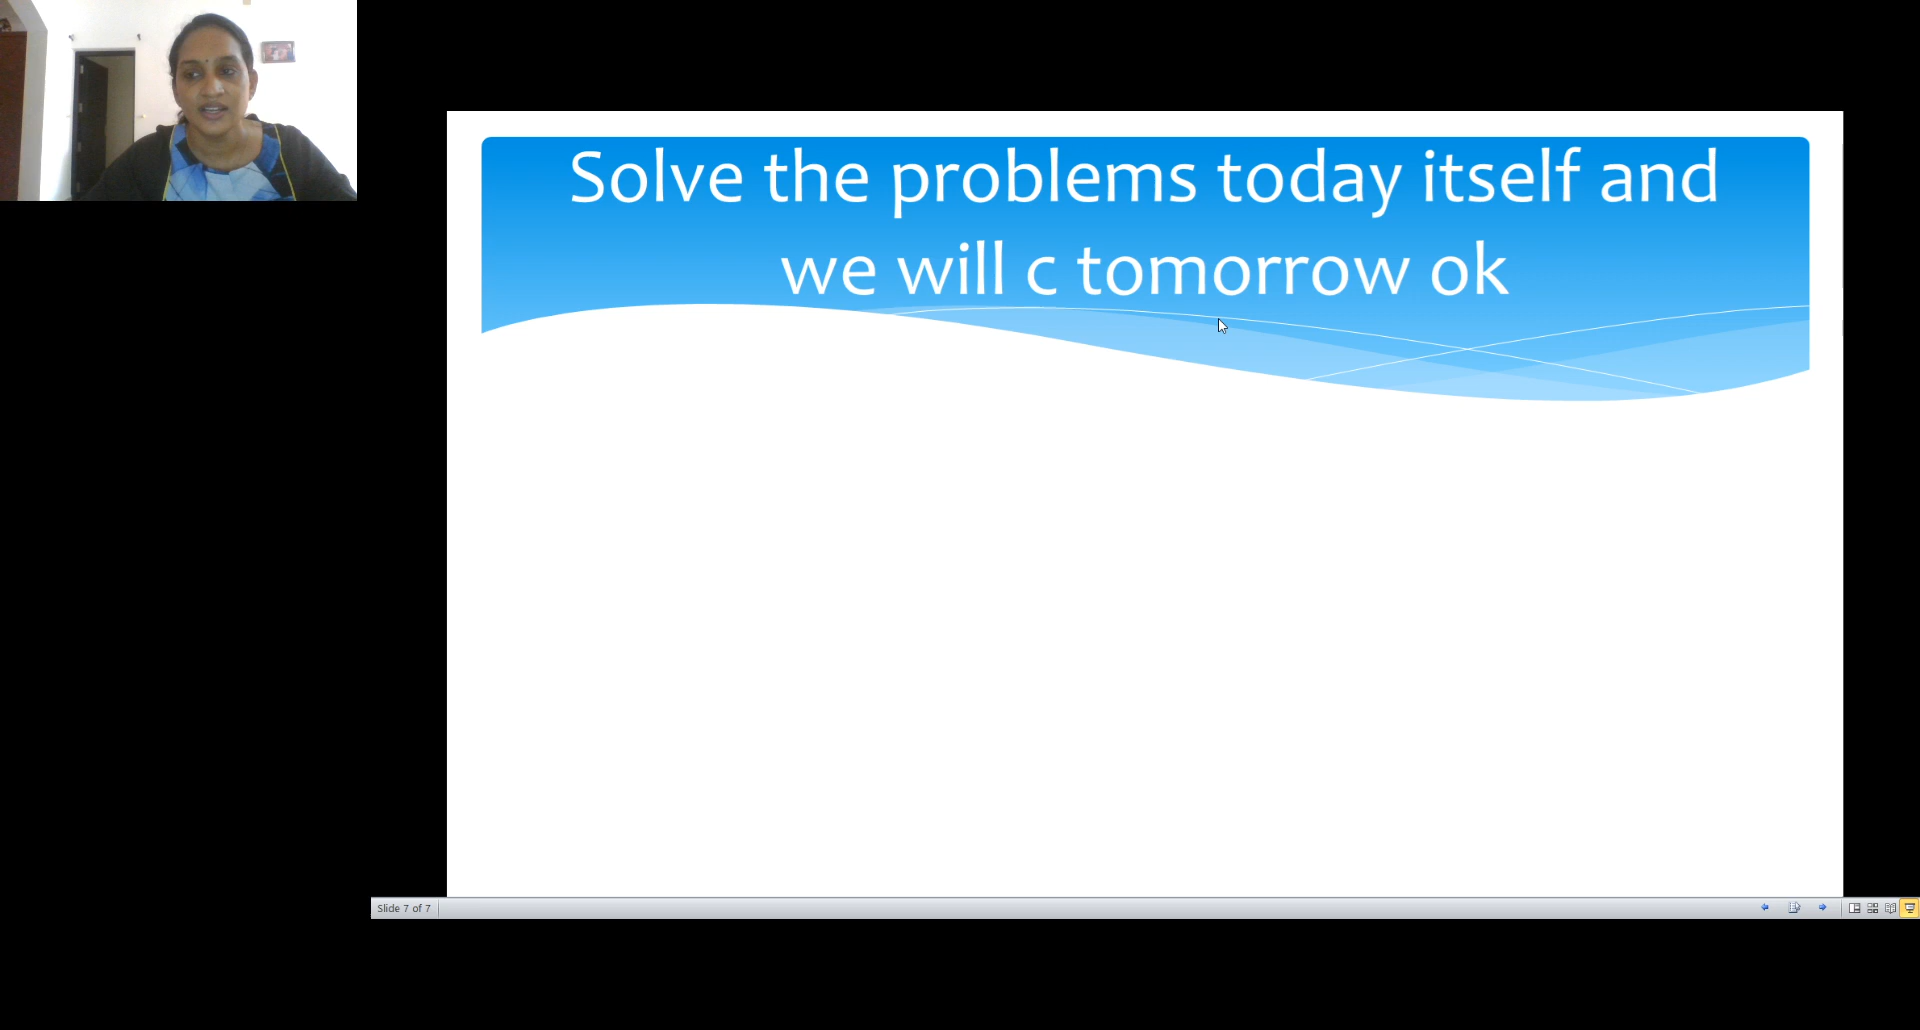 Solve the problems today itself and
we will c tomorrow ok
Slide 7 of 7